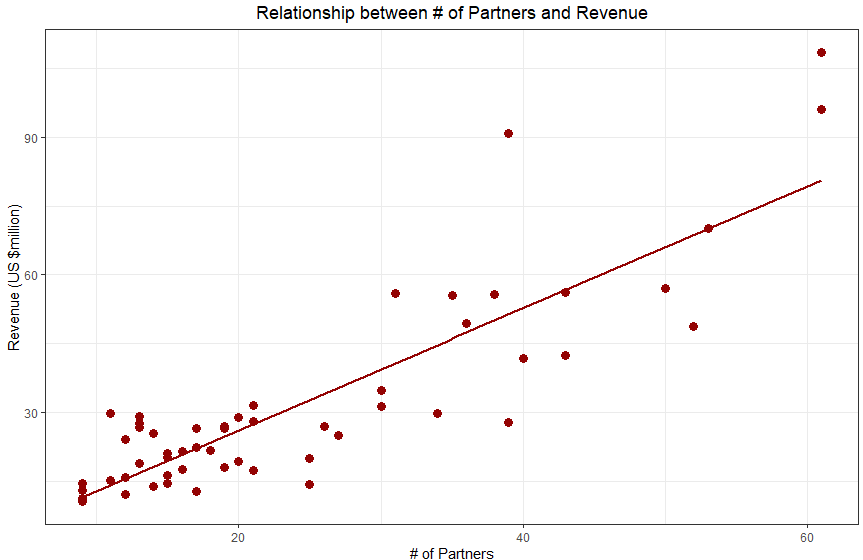 Relationship between # of Partners and Revenue
Revenue (US $million)
90
60
30
20 40 60
# of Partners